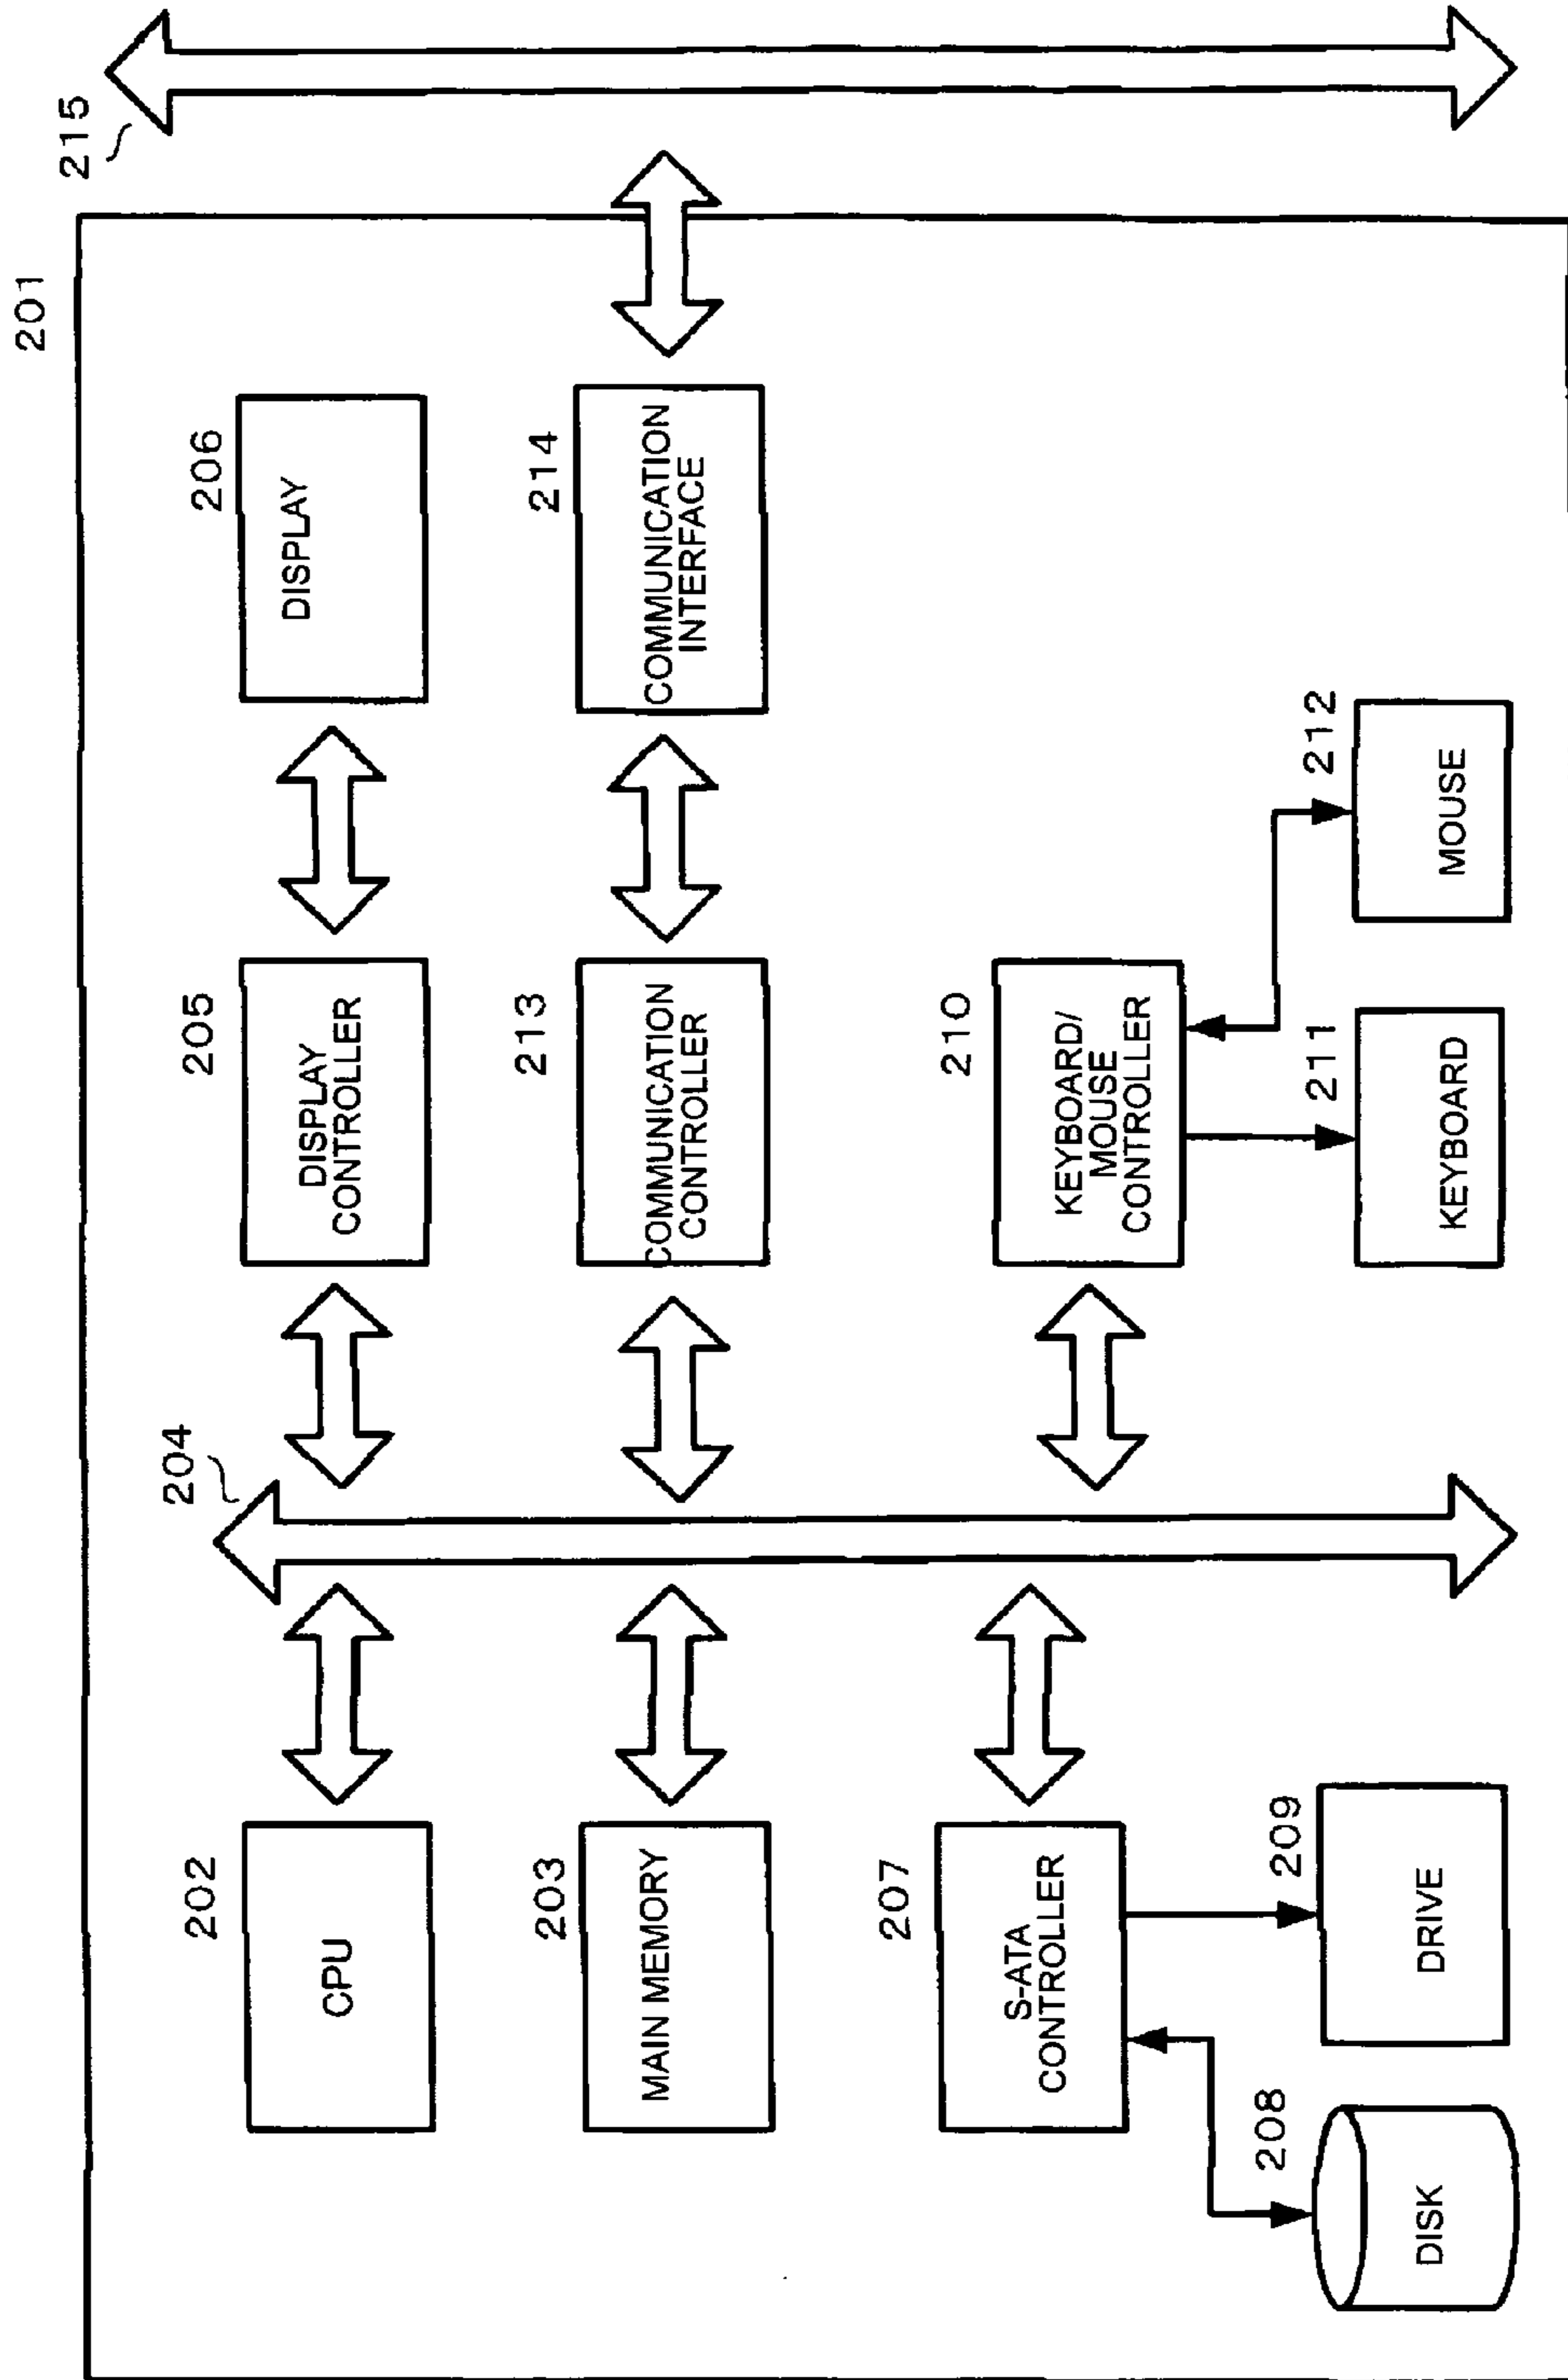 201
215
202
CPU
204
205
DISPLAY
CONTROLLER
206
DISPLAY
203
MAIN MEMORY
213
COMMUNICATION
CONTROLLER
214
COMMUNICATION
INTERFACE
207
S-ATA
CONTROLLER
210
KEYBOARD/
MOUSE
CONTROLLER
208
DISK
209
DRIVE
211
KEYBOARD
212
MOUSE